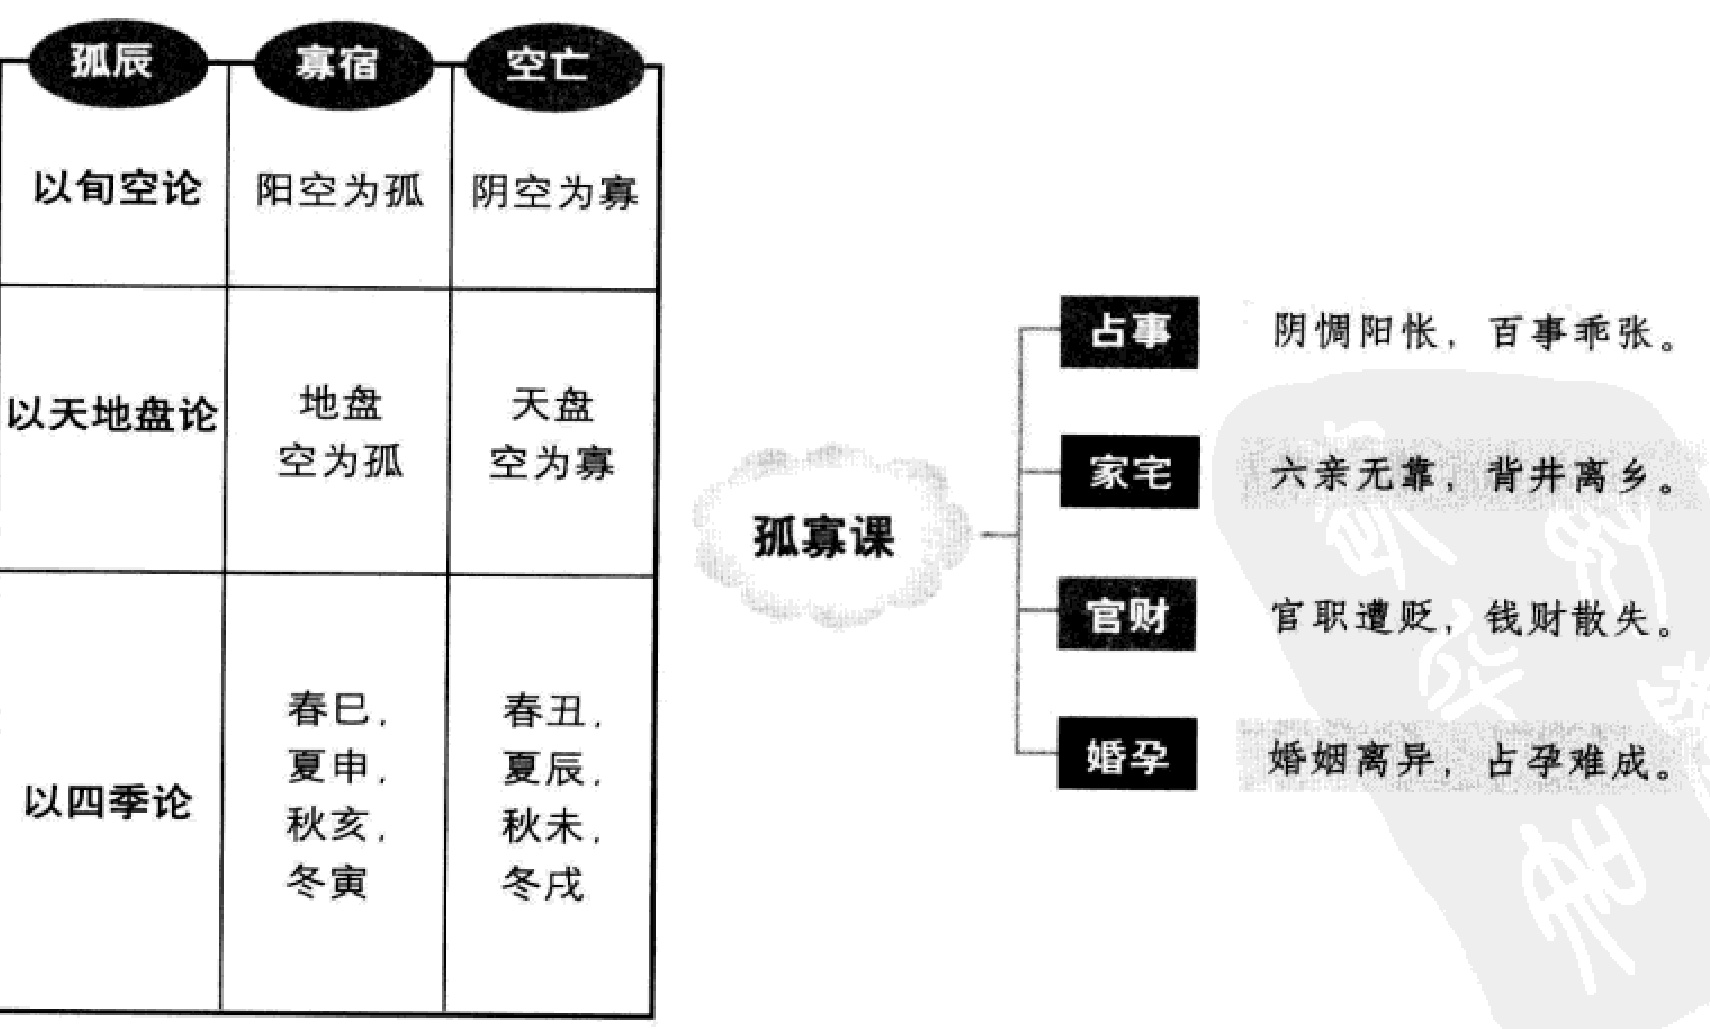 孤辰 寡宿 空亡
以旬空论 阳空为孤 阴空为寡
以天地盘论 地盘 天盘
空为孤 空为寡
以四季论
春巳， 春丑，
夏申， 夏辰，
秋亥， 秋未，
冬寅 冬戌
孤寡课
占事 阴惆阳怅，百事乖张。
家宅 六亲无靠，背井离乡。
官财 官职遭贬，钱财散失。
婚孕 婚姻离异，占孕难成。